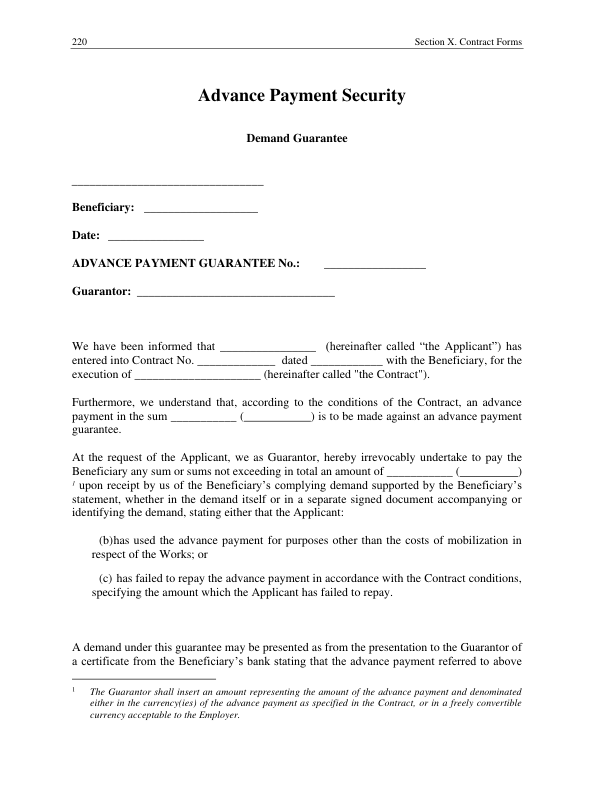 220 Section X. Contract Forms
Advance Payment Security
Demand Guarantee
________________________________
Beneficiary: ___________________
Date: ________________
ADVANCE PAYMENT GUARANTEE No.: _________________
Guarantor: _________________________________
We have been informed that ________________ (hereinafter called “the Applicant”) has
entered into Contract No. _____________ dated ____________ with the Beneficiary, for the
execution of _____________________ (hereinafter called "the Contract").
Furthermore, we understand that, according to the conditions of the Contract, an advance
payment in the sum ___________ (___________) is to be made against an advance payment
guarantee.
At the request of the Applicant, we as Guarantor, hereby irrevocably undertake to pay the
Beneficiary any sum or sums not exceeding in total an amount of ___________ (__________)
1 upon receipt by us of the Beneficiary’s complying demand supported by the Beneficiary’s
statement, whether in the demand itself or in a separate signed document accompanying or
identifying the demand, stating either that the Applicant:
(b)has used the advance payment for purposes other than the costs of mobilization in
respect of the Works; or
(c) has failed to repay the advance payment in accordance with the Contract conditions,
specifying the amount which the Applicant has failed to repay.
A demand under this guarantee may be presented as from the presentation to the Guarantor of
a certificate from the Beneficiary’s bank stating that the advance payment referred to above
1 The Guarantor shall insert an amount representing the amount of the advance payment and denominated
either in the currency(ies) of the advance payment as specified in the Contract, or in a freely convertible
currency acceptable to the Employer.